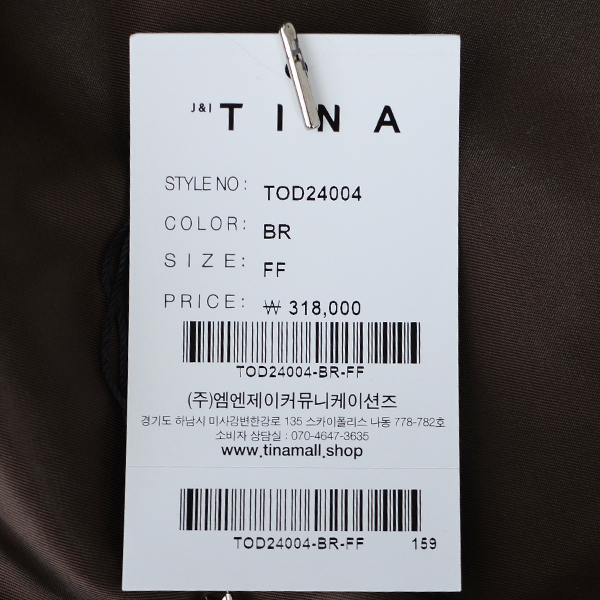 J&I TINA
STYLE NO: TOD24004
COLOR: BR
SIZE: FF
PRICE: ₩ 318,000
TOD24004-BR-FF
(주)엠엔제이커뮤니케이션즈
경기도 하남시 미사강변한강로 135 스카이폴리스 나동 778-782호
소비자 상담실 : 070-4647-3635
www.tinamall.shop
TOD24004-BR-FF 159